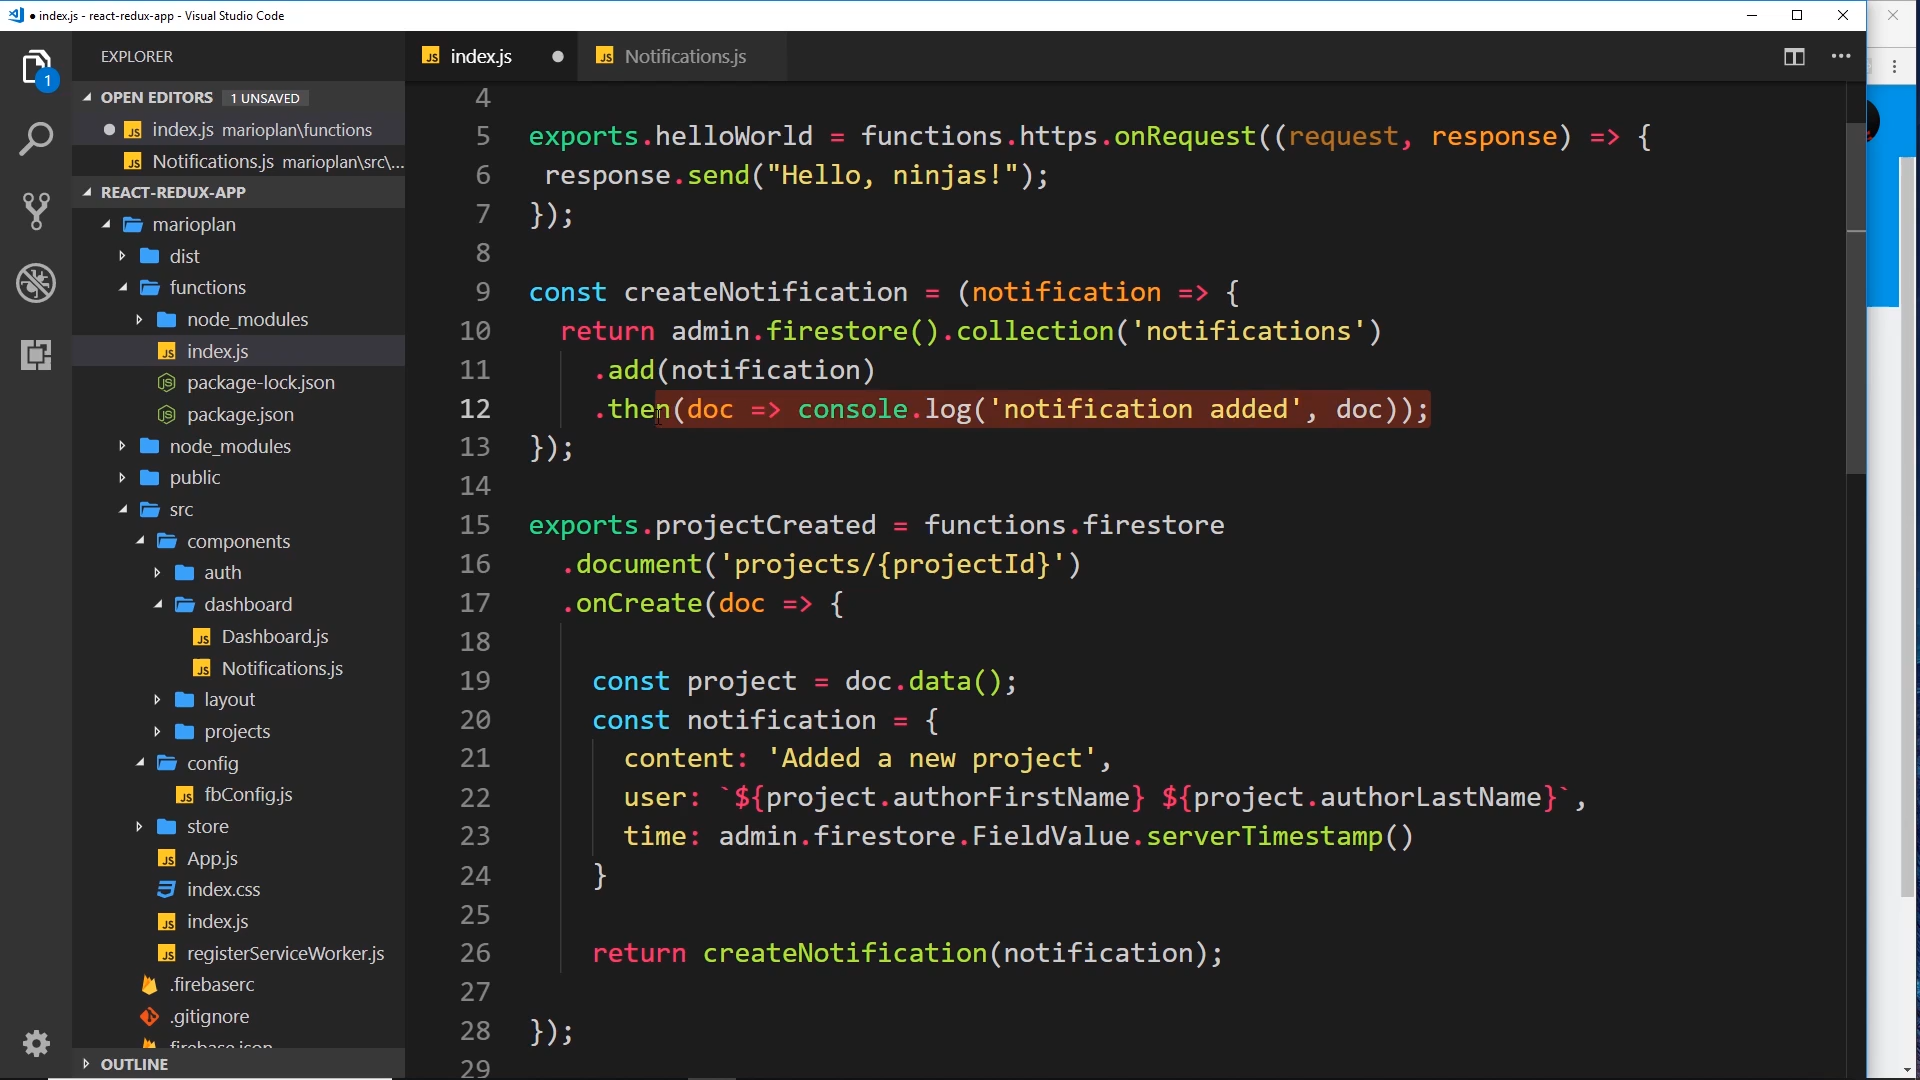 index.js - react-redux-app - Visual Studio Code
EXPLORER
index.js
Notifications.js
1
OPEN EDITORS 1 UNSAVED
index.js marioplan\functions
Notifications.js marioplan\src\...
REACT-REDUX-APP
marioplan
dist
functions
node_modules
index.js
package-lock.json
package.json
node_modules
public
src
components
auth
dashboard
Dashboard.js
Notifications.js
layout
projects
config
fbConfig.js
store
App.js
index.css
index.js
registerServiceWorker.js
.firebaserc
.gitignore
firebase.json
OUTLINE
4
5 exports.helloWorld = functions.https.onRequest((request, response) => {
6 response.send("Hello, ninjas!");
7 });
8
9 const createNotification = (notification => {
10 return admin.firestore().collection('notifications')
11 .add(notification)
12 .then(doc => console.log('notification added', doc));
13 });
14
15 exports.projectCreated = functions.firestore
16 .document('projects/{projectId}')
17 .onCreate(doc => {
18
19 const project = doc.data();
20 const notification = {
21 content: 'Added a new project',
22 user: `${project.authorFirstName} ${project.authorLastName}`,
23 time: admin.firestore.FieldValue.serverTimestamp()
24 }
25
26 return createNotification(notification);
27
28 });
29